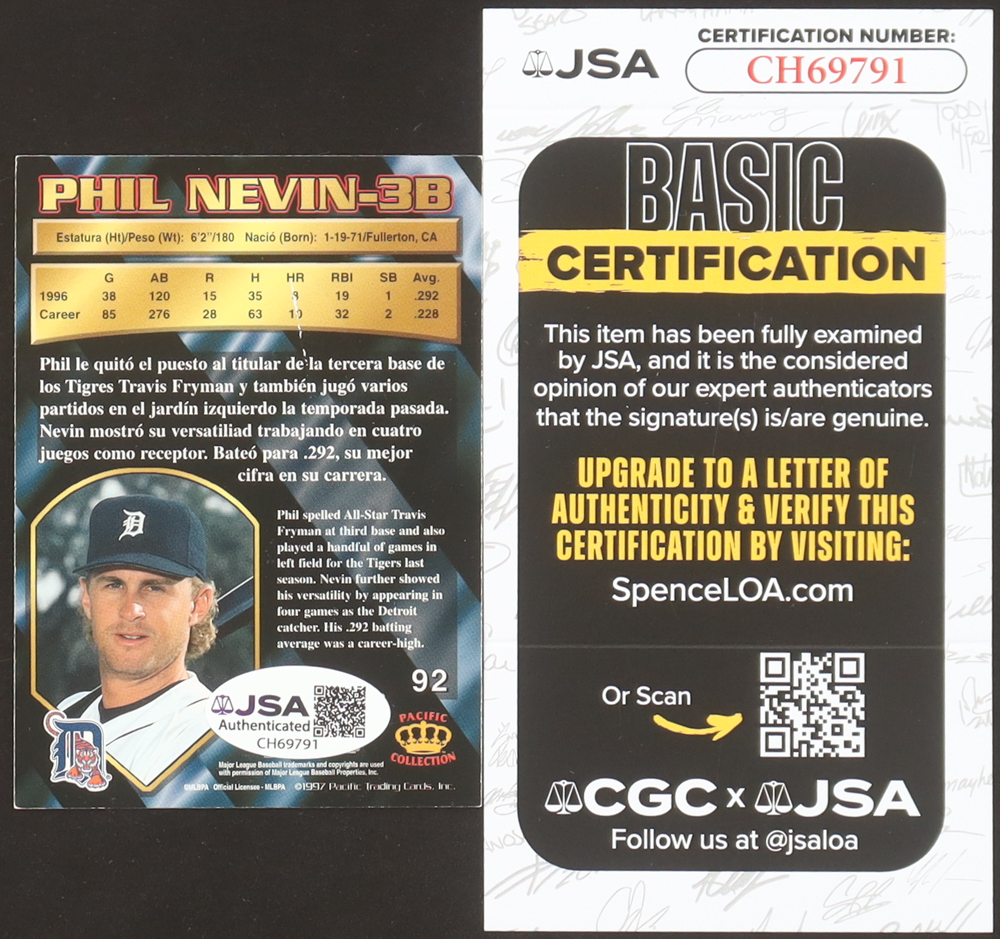 PHIL NEVIN-3B
Estatura (Ht)/Peso (Wt): 6'2"/180 Nació (Born): 1-19-71/Fullerton, CA
G AB R H HR RBI SB Avg.
1996 38 120 15 35 8 19 1 .292
Career 85 276 28 63 10 32 2 .228
Phil le quitó el puesto al titular de la tercera base de
los Tigres Travis Fryman y también jugó varios
partidos en el jardín izquierdo la temporada pasada.
Nevin mostró su versatiliad trabajando en cuatro
juegos como receptor. Bateó para .292, su mejor
cifra en su carrera.
Phil spelled All-Star Travis
Fryman at third base and also
played a handful of games in
left field for the Tigers last
season. Nevin further showed
his versatility by appearing in
four games as the Detroit
catcher. His .292 batting
average was a career-high.
92
JSA
Authenticated
CH69791
PACIFIC
COLLECTION
Major League Baseball trademarks and copyrights are used
with permission of Major League Baseball Properties, Inc.
©MLBPA Official Licensee - MLBPA ©1997 Pacific Trading Cards, Inc.
JSA
CERTIFICATION NUMBER:
CH69791
BASIC
CERTIFICATION
This item has been fully examined
by JSA, and it is the considered
opinion of our expert authenticators
that the signature(s) is/are genuine.
UPGRADE TO A LETTER OF
AUTHENTICITY & VERIFY THIS
CERTIFICATION BY VISITING:
SpenceLOA.com
Or Scan
CGC x JSA
Follow us at @jsaloa